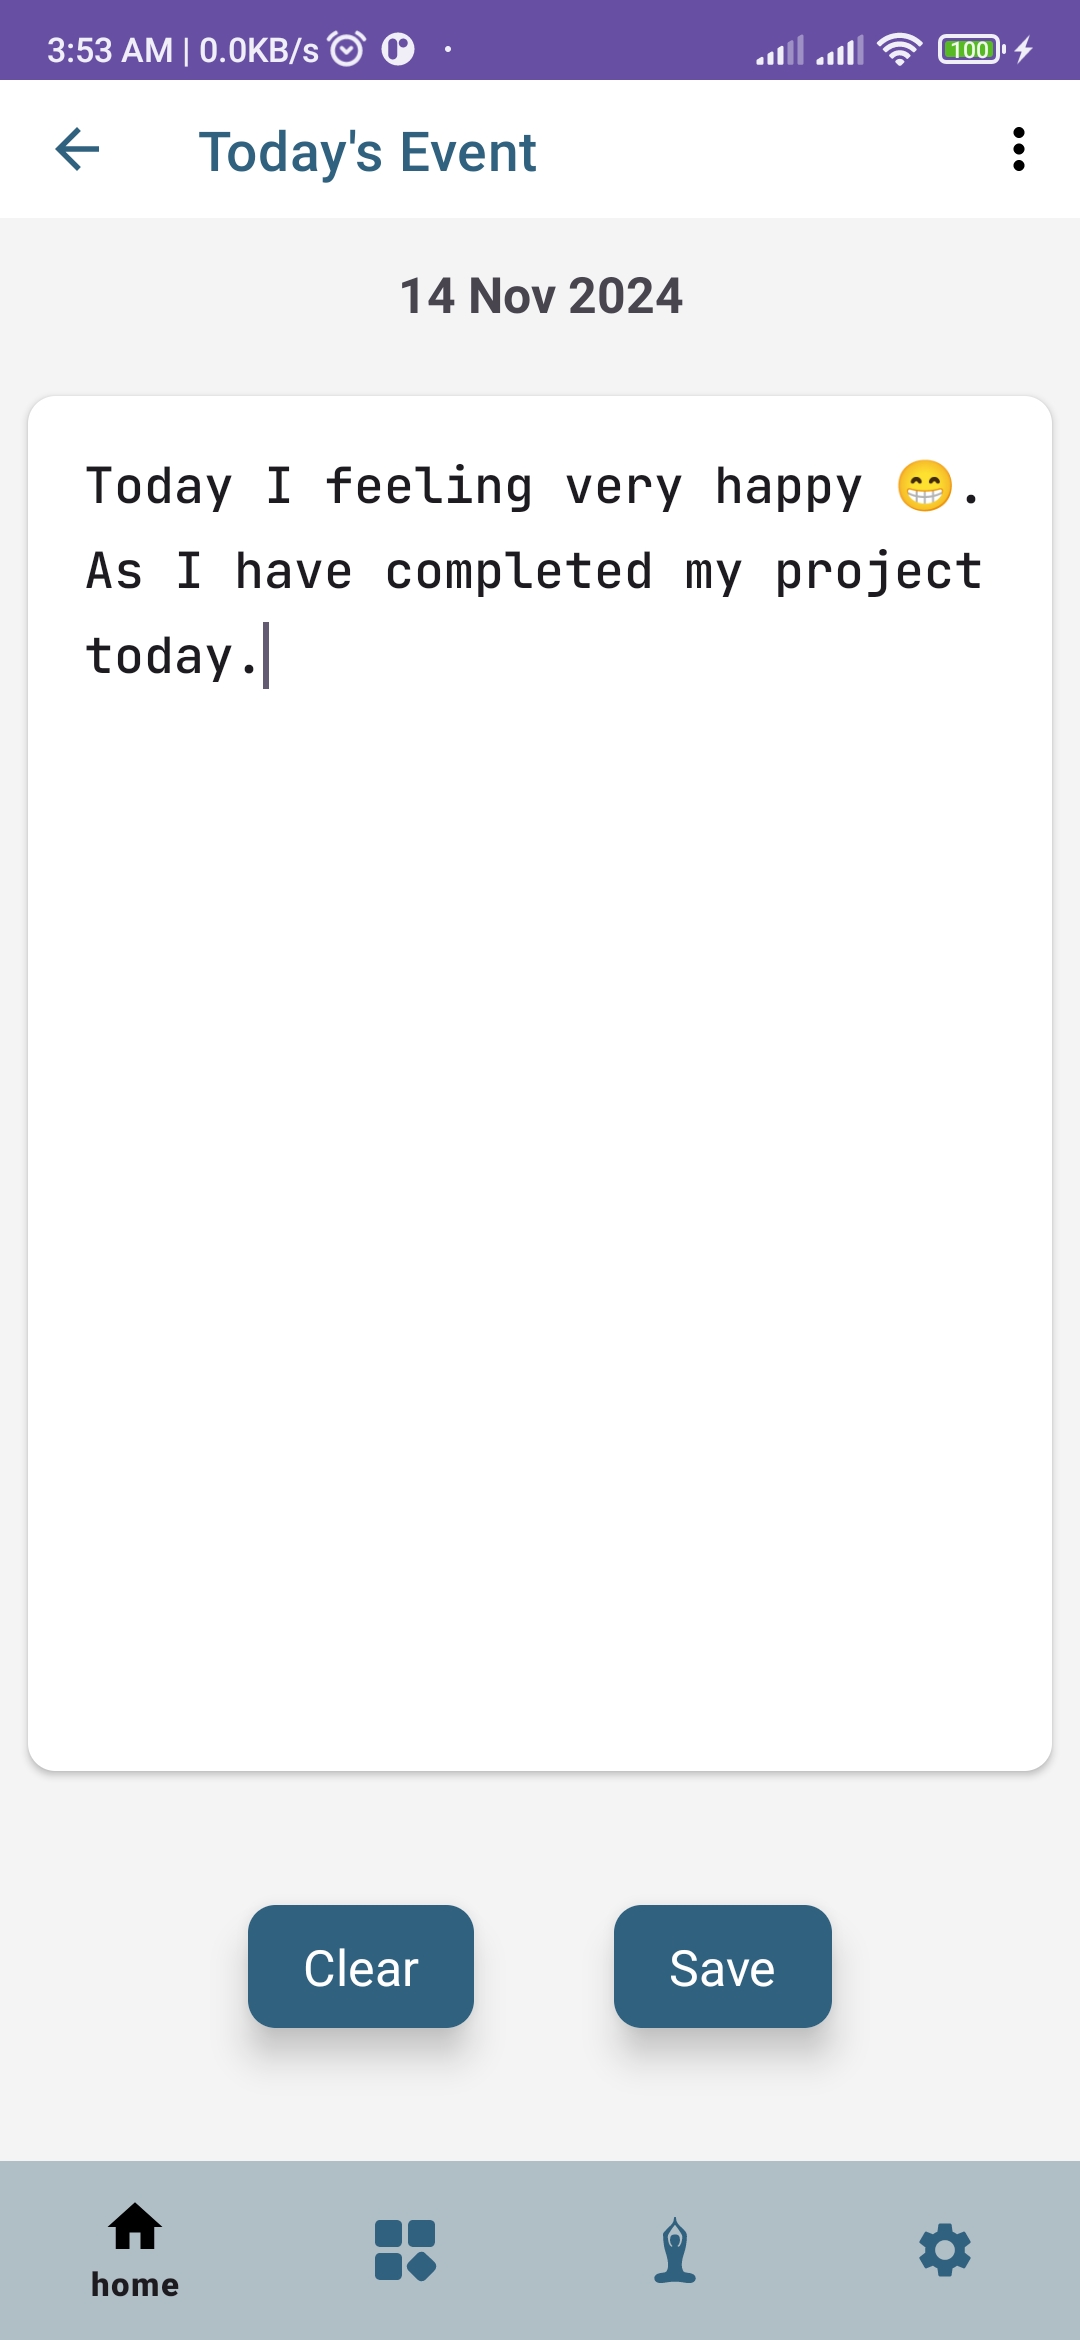 3:53 AM | 0.0KB/s
100
Today's Event
14 Nov 2024
Today I feeling very happy 😁.
As I have completed my project
today.
Clear
Save
home